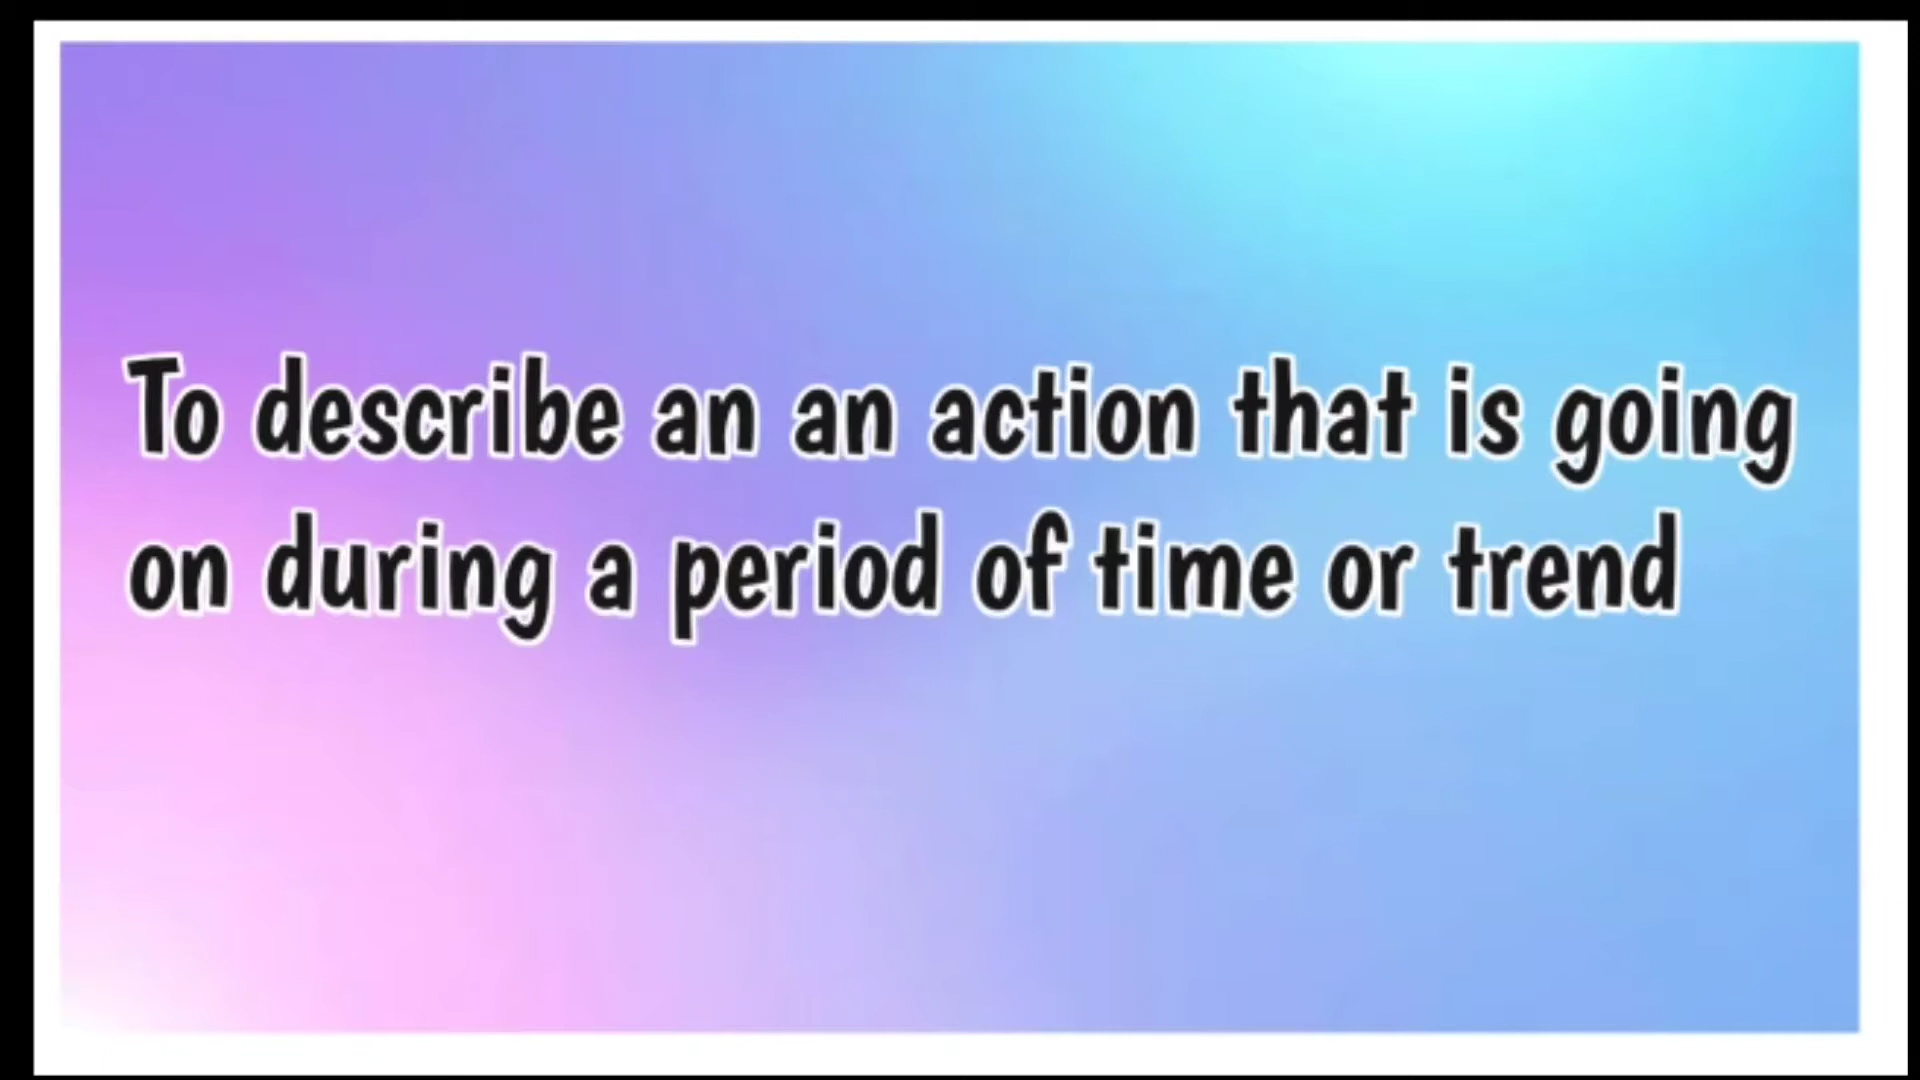 To describe an an action that is going
on during a period of time or trend